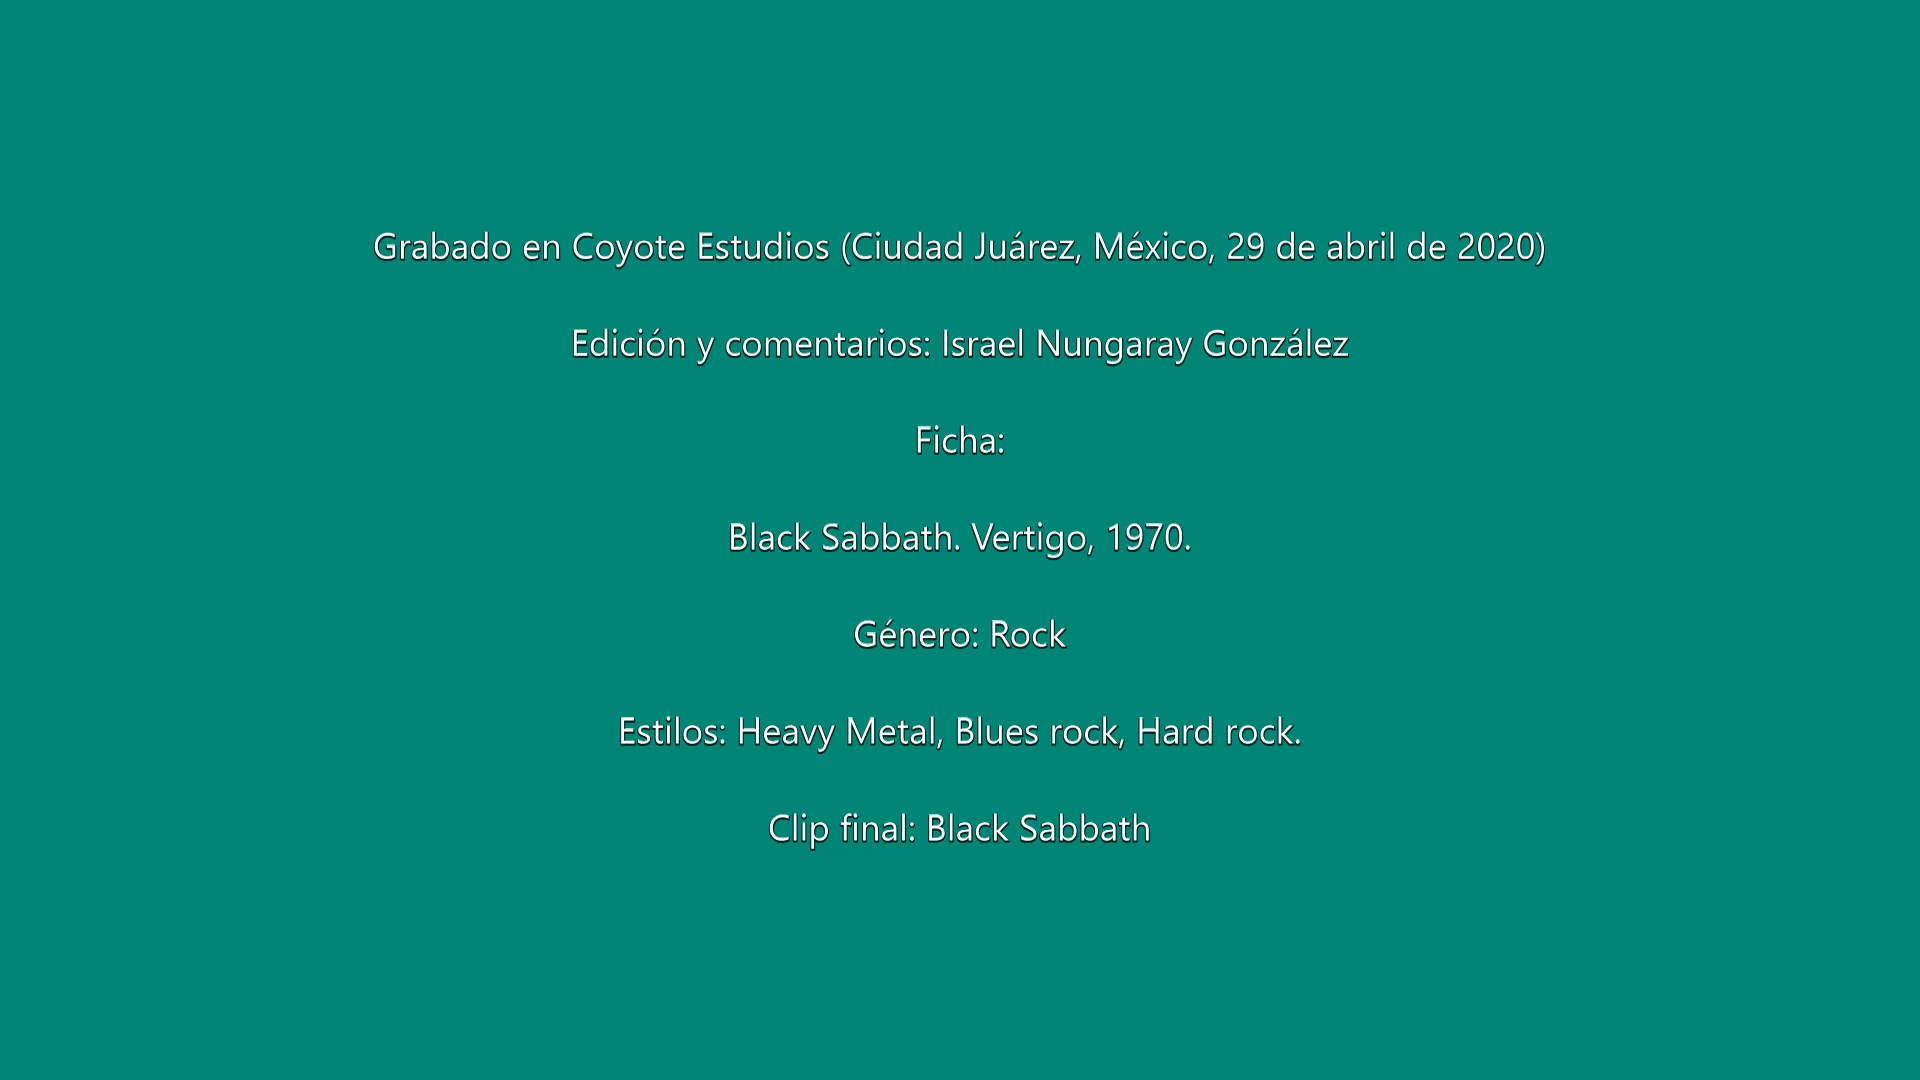 Grabado en Coyote Estudios (Ciudad Juárez, México, 29 de abril de 2020)
Edición y comentarios: Israel Nungaray González
Ficha:
Black Sabbath. Vertigo, 1970.
Género: Rock
Estilos: Heavy Metal, Blues rock, Hard rock.
Clip final: Black Sabbath